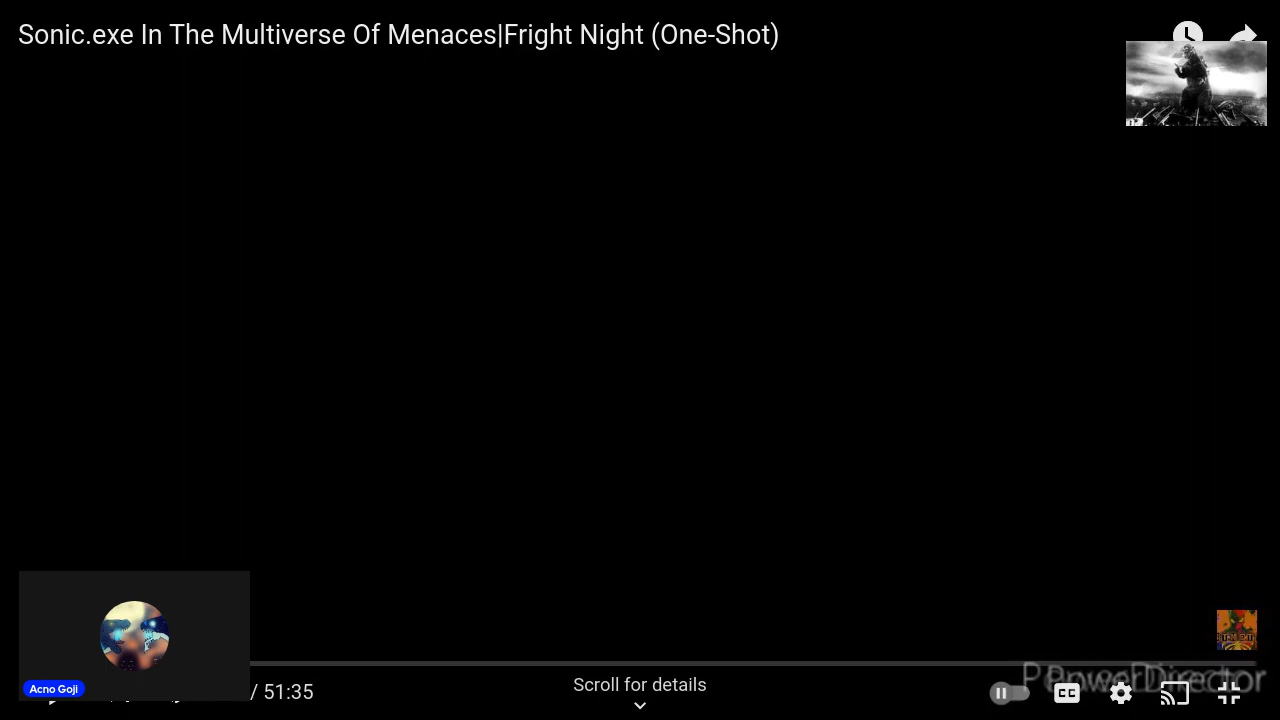 Sonic.exe In The Multiverse Of Menaces|Fright Night (One-Shot)
Acno Goji
/ 51:35
Scroll for details
CC
PowerDirector